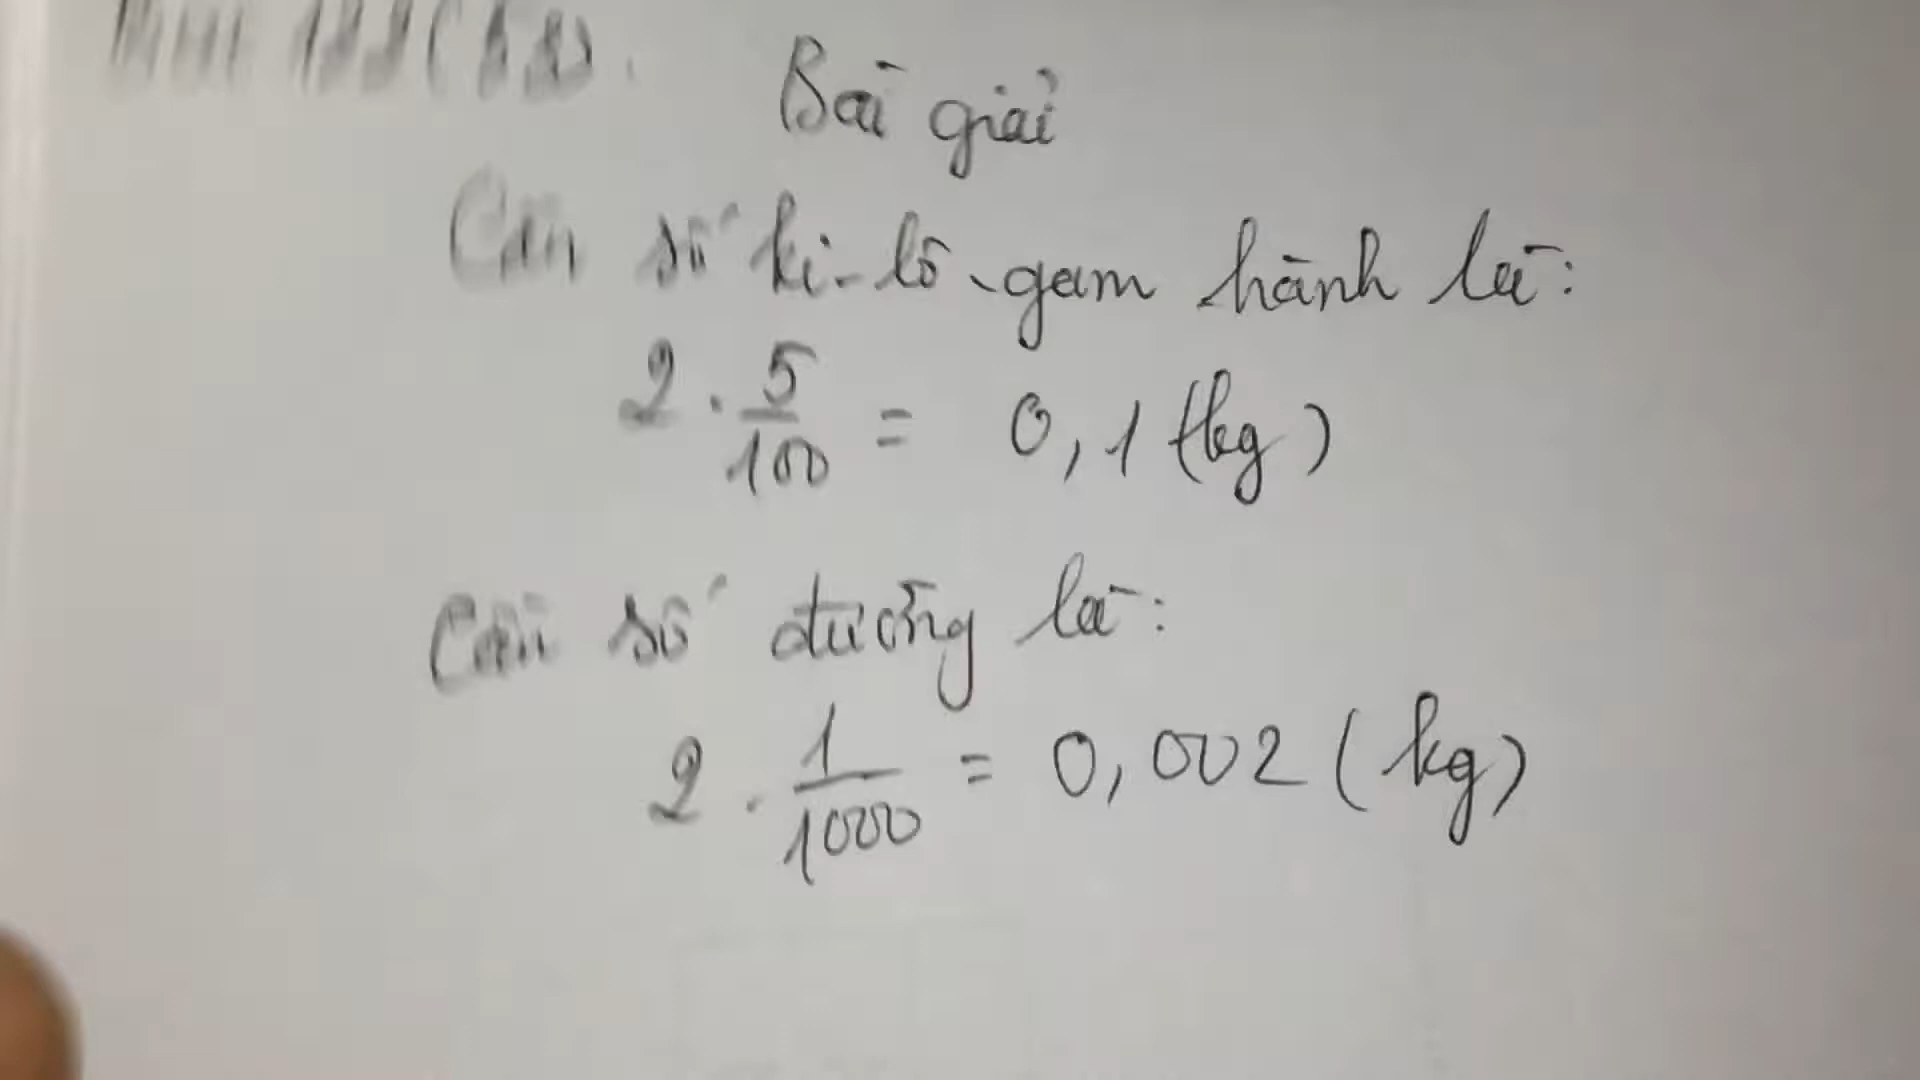 Bài giải
Cần số ki-lô-gam hành là:
2 . 5/100 = 0,1 (kg)
Cần số đường là:
2 . 1/1000 = 0,002 (kg)